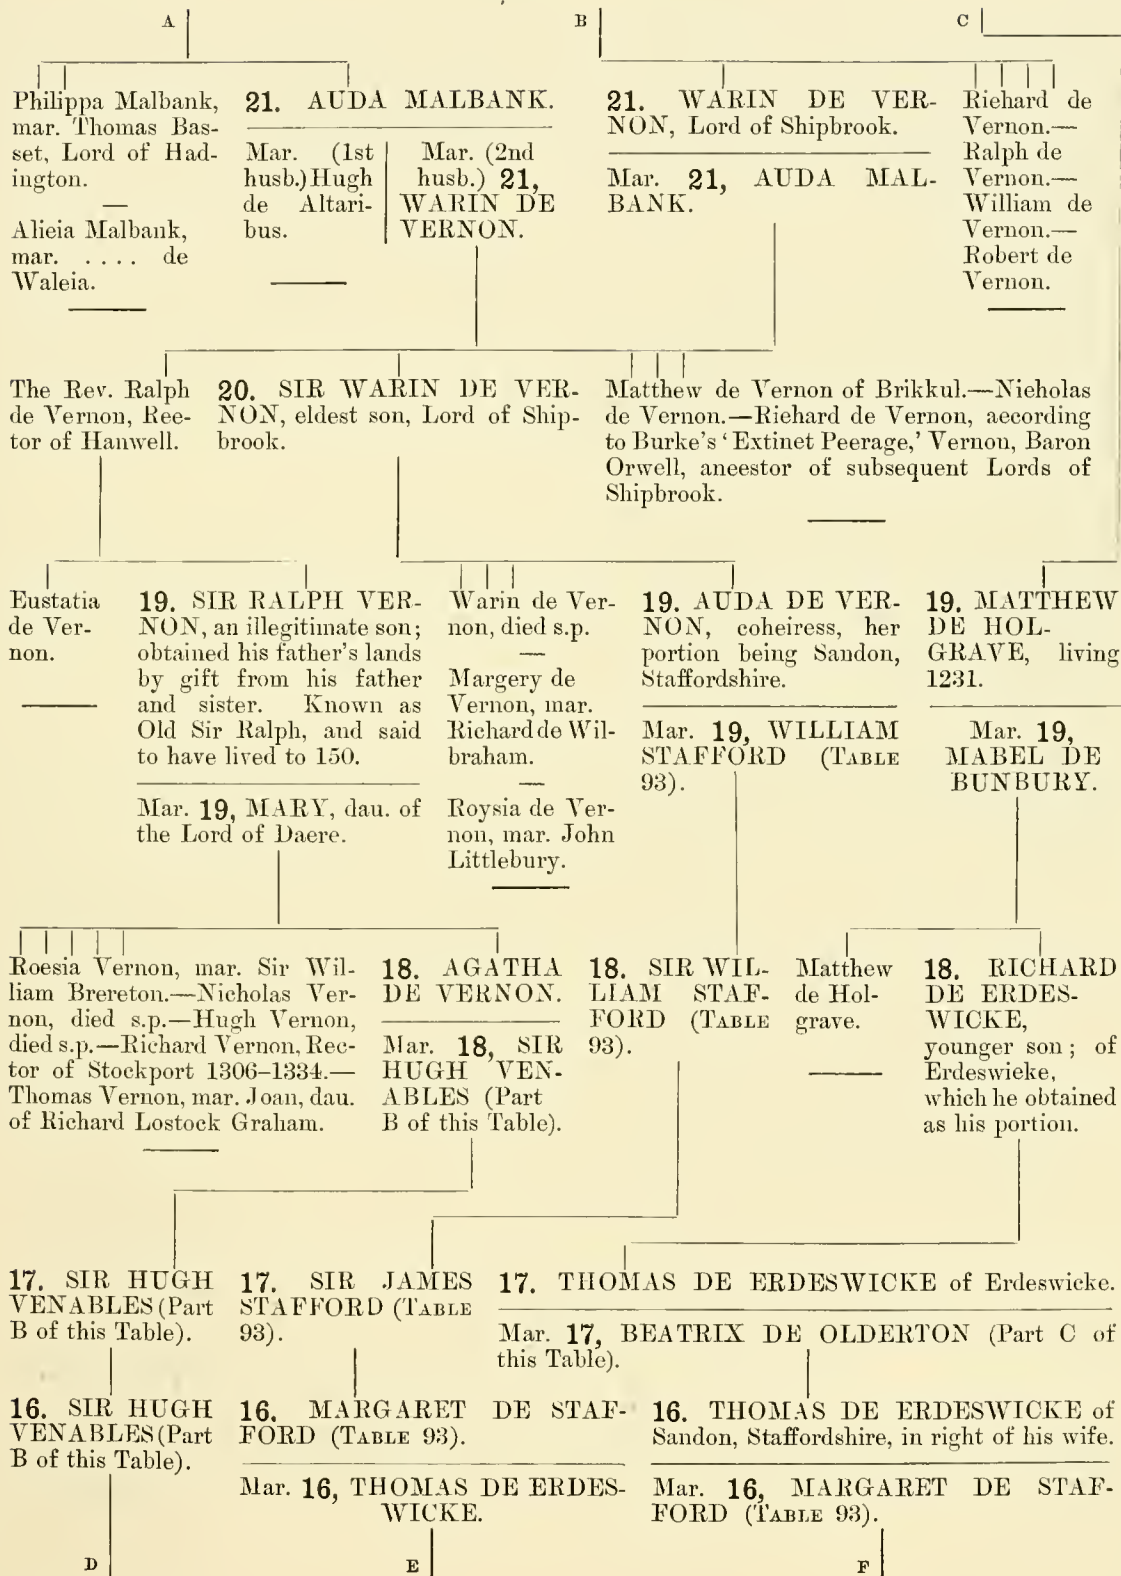 A
B
C
Philippa Malbank,
mar. Thomas Bas-
set, Lord of Had-
ington.
—
Alicia Malbank,
mar. .... de
Waleia.
21. AUDA MALBANK.
Mar. (1st
husb.) Hugh
de Altari-
bus.
Mar. (2nd
husb.) 21,
WARIN DE
VERNON.
21. WARIN DE VER-
NON, Lord of Shipbrook.
Mar. 21, AUDA MAL-
BANK.
Richard de
Vernon.—
Ralph de
Vernon.—
William de
Vernon.—
Robert de
Vernon.
The Rev. Ralph
de Vernon, Rec-
tor of Hanwell.
20. SIR WARIN DE VER-
NON, eldest son, Lord of Ship-
brook.
Matthew de Vernon of Brikkul.—Nicholas
de Vernon.—Richard de Vernon, according
to Burke's 'Extinct Peerage,' Vernon, Baron
Orwell, ancestor of subsequent Lords of
Shipbrook.
Eustatia
de Ver-
non.
19. SIR RALPH VER-
NON, an illegitimate son;
obtained his father's lands
by gift from his father
and sister. Known as
Old Sir Ralph, and said
to have lived to 150.
Mar. 19, MARY, dau. of
the Lord of Dacre.
Warin de Ver-
non, died s.p.
—
Margery de
Vernon, mar.
Richard de Wil-
braham.
—
Roysia de Ver-
non, mar. John
Littlebury.
19. AUDA DE VER-
NON, coheiress, her
portion being Sandon,
Staffordshire.
Mar. 19, WILLIAM
STAFFORD (TABLE
93).
19. MATTHEW
DE HOL-
GRAVE, living
1231.
Mar. 19,
MABEL DE
BUNBURY.
Roesia Vernon, mar. Sir Wil-
liam Brereton.—Nicholas Ver-
non, died s.p.—Hugh Vernon,
died s.p.—Richard Vernon, Rec-
tor of Stockport 1306–1334.—
Thomas Vernon, mar. Joan, dau.
of Richard Lostock Graham.
18. AGATHA
DE VERNON.
Mar. 18, SIR
HUGH VEN-
ABLES (Part
B of this Table).
18. SIR WIL-
LIAM STAF-
FORD (TABLE
93).
Matthew
de Hol-
grave.
18. RICHARD
DE ERDES-
WICKE,
younger son; of
Erdeswicke,
which he obtained
as his portion.
17. SIR HUGH
VENABLES (Part
B of this Table).
17. SIR JAMES
STAFFORD (TABLE
93).
17. THOMAS DE ERDESWICKE of Erdeswicke.
Mar. 17, BEATRIX DE OLDERTON (Part C of
this Table).
16. SIR HUGH
VENABLES (Part
B of this Table).
16. MARGARET DE STAF-
FORD (TABLE 93).
Mar. 16, THOMAS DE ERDES-
WICKE.
16. THOMAS DE ERDESWICKE of
Sandon, Staffordshire, in right of his wife.
Mar. 16, MARGARET DE STAF-
FORD (TABLE 93).
D
E
F